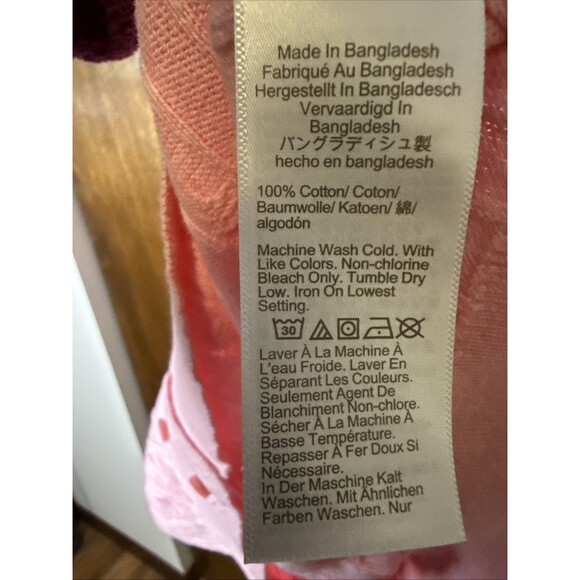 Made In Bangladesh
Fabriqué Au Bangladesh
Hergestellt In Bangladesch
Vervaardigd In
Bangladesh
バングラディシュ製
hecho en bangladesh
100% Cotton/ Coton/
Baumwolle/ Katoen/ 綿/
algodón
Machine Wash Cold. With
Like Colors. Non-chlorine
Bleach Only. Tumble Dry
Low. Iron On Lowest
Setting.
30
Laver À La Machine À
L'eau Froide. Laver En
Séparant Les Couleurs.
Seulement Agent De
Blanchiment Non-chlore.
Sécher À La Machine À
Basse Température.
Repasser À Fer Doux Si
Nécessaire.
In Der Maschine Kalt
Waschen. Mit Ähnlichen
Farben Waschen. Nur